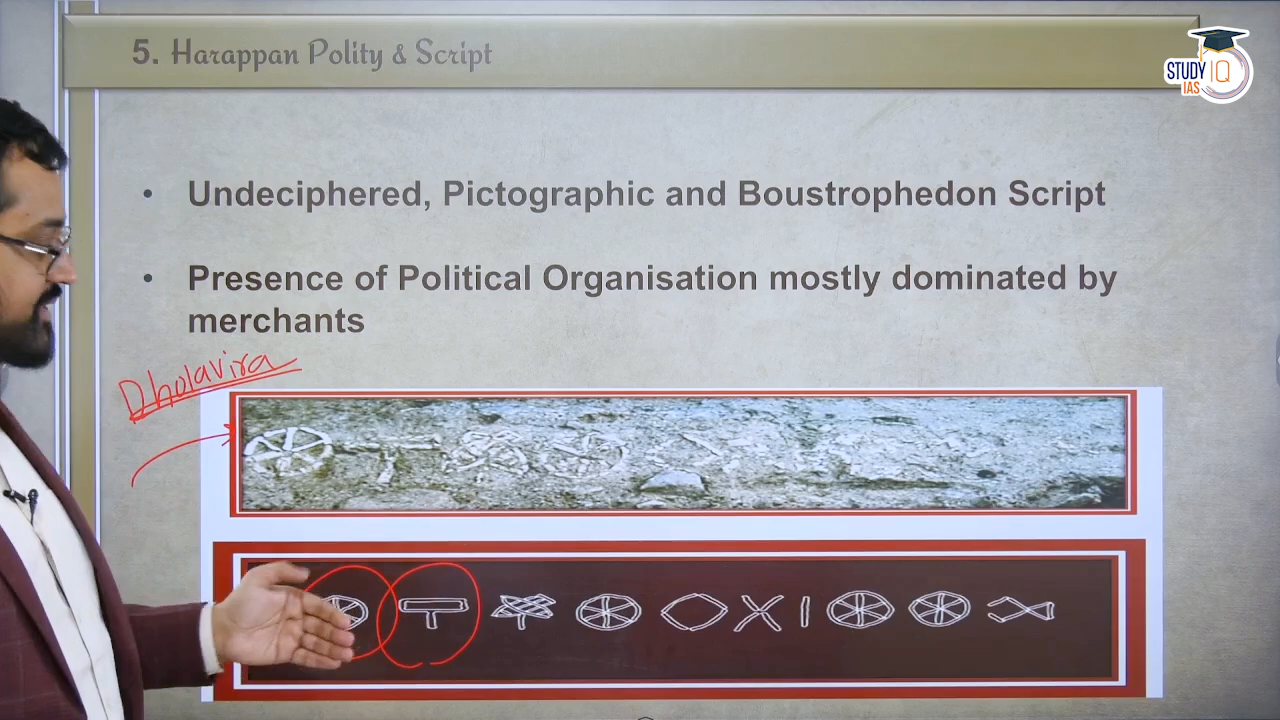 5. Harappan Polity & Script
STUDY IQ
IAS
• Undeciphered, Pictographic and Boustrophedon Script
• Presence of Political Organisation mostly dominated by
merchants
Dholavira